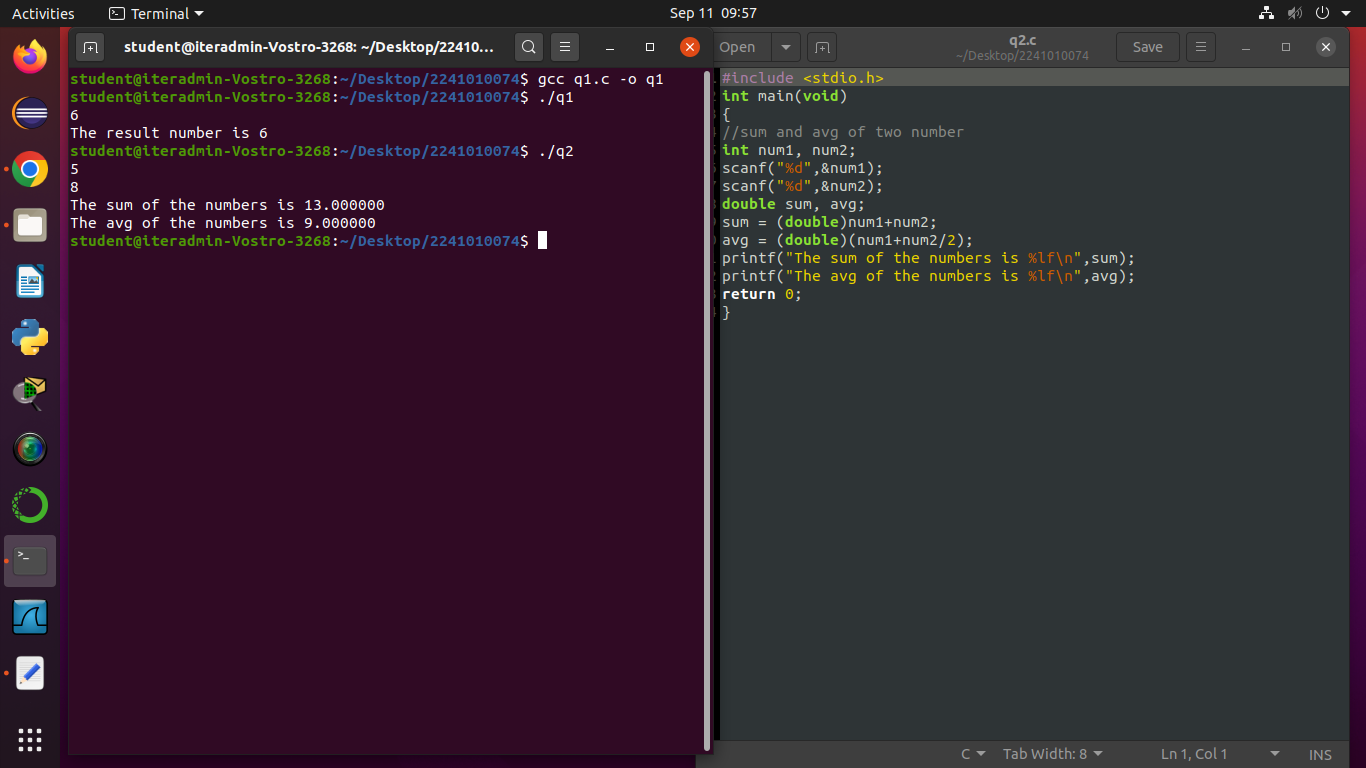 Activities Terminal Sep 11 09:57
student@iteradmin-Vostro-3268: ~/Desktop/22410...
student@iteradmin-Vostro-3268:~/Desktop/2241010074$ gcc q1.c -o q1
student@iteradmin-Vostro-3268:~/Desktop/2241010074$ ./q1
6
The result number is 6
student@iteradmin-Vostro-3268:~/Desktop/2241010074$ ./q2
5
8
The sum of the numbers is 13.000000
The avg of the numbers is 9.000000
student@iteradmin-Vostro-3268:~/Desktop/2241010074$
Open q2.c Save
~/Desktop/2241010074
#include <stdio.h>
int main(void)
{
//sum and avg of two number
int num1, num2;
scanf("%d",&num1);
scanf("%d",&num2);
double sum, avg;
sum = (double)num1+num2;
avg = (double)(num1+num2/2);
printf("The sum of the numbers is %lf\n",sum);
printf("The avg of the numbers is %lf\n",avg);
return 0;
}
C Tab Width: 8 Ln 1, Col 1 INS